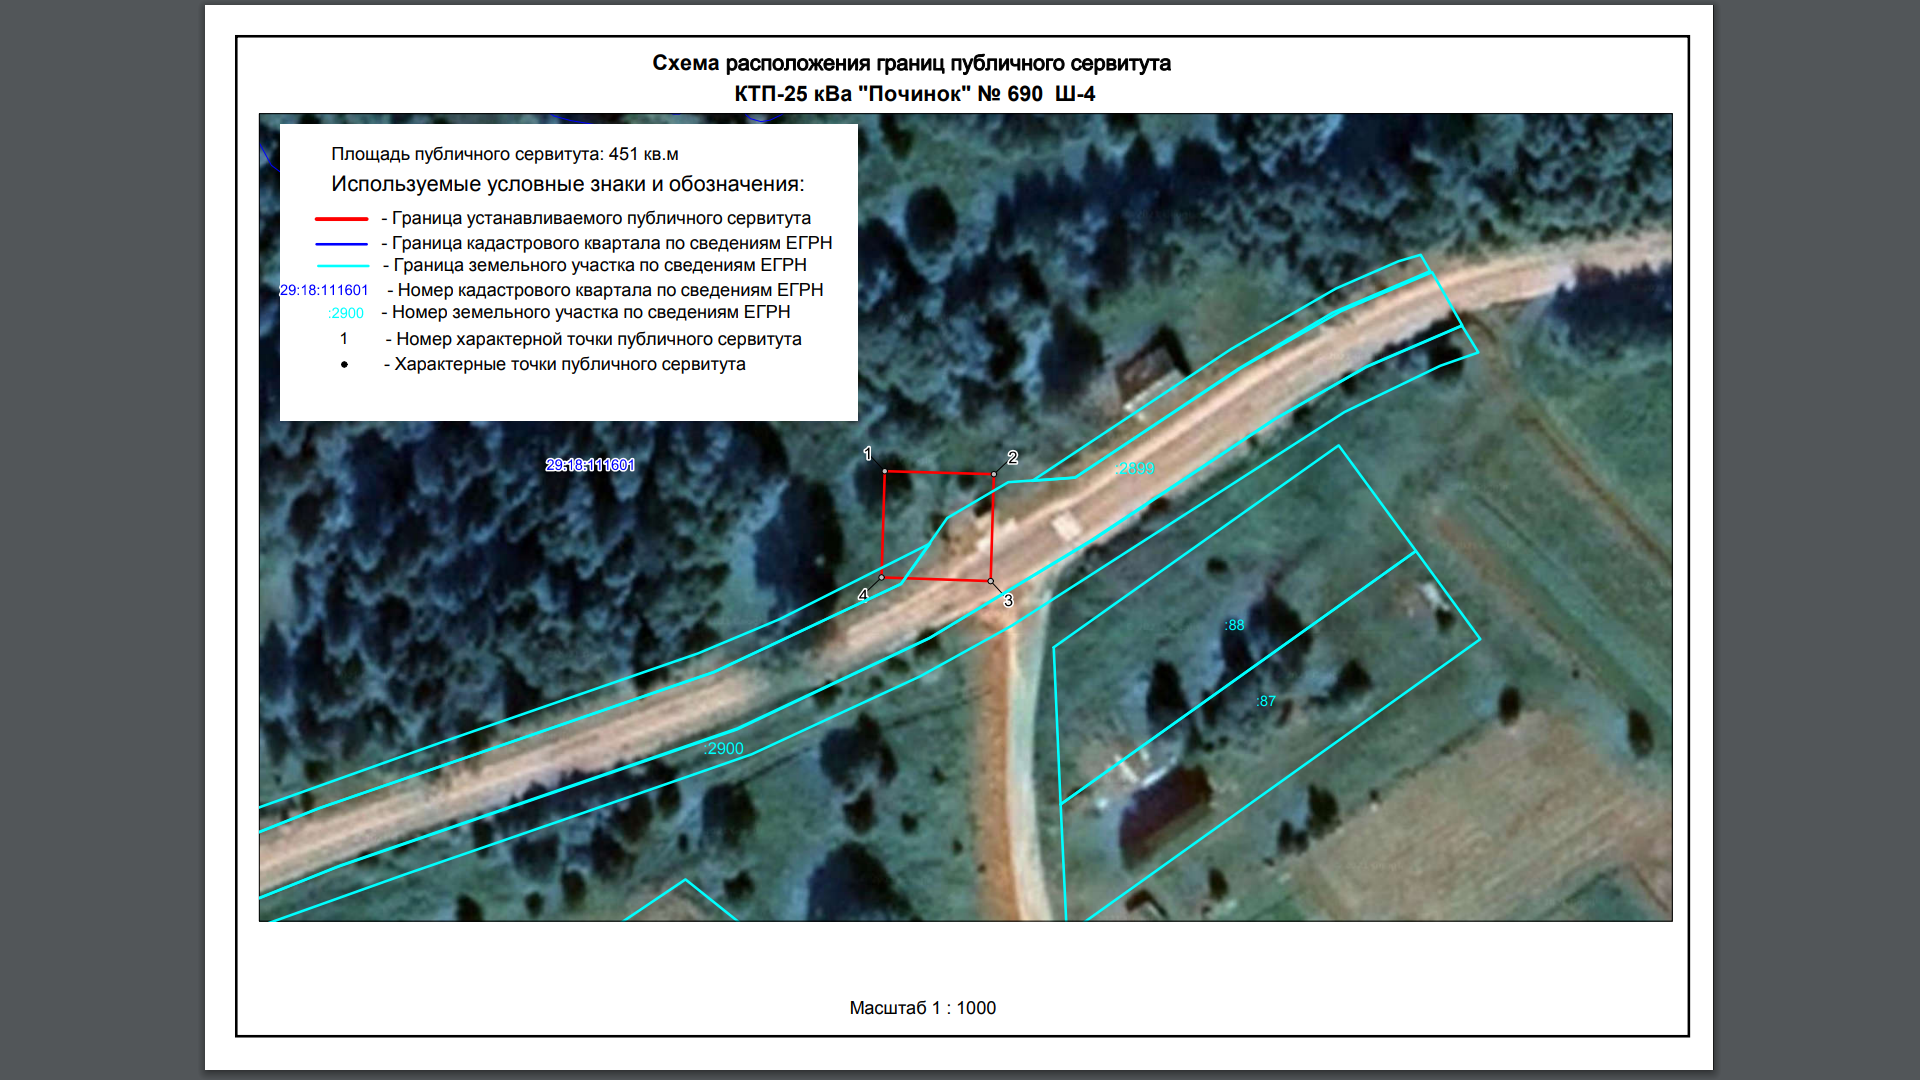 Схема расположения границ публичного сервитута
КТП-25 кВа "Починок" № 690 Ш-4
Площадь публичного сервитута: 451 кв.м
Используемые условные знаки и обозначения:
- Граница устанавливаемого публичного сервитута
- Граница кадастрового квартала по сведениям ЕГРН
- Граница земельного участка по сведениям ЕГРН
29:18:111601 - Номер кадастрового квартала по сведениям ЕГРН
:2900 - Номер земельного участка по сведениям ЕГРН
1 - Номер характерной точки публичного сервитута
- Характерные точки публичного сервитута
1
2
29:18:111601
:2899
4
3
:88
:87
:2900
Масштаб 1 : 1000